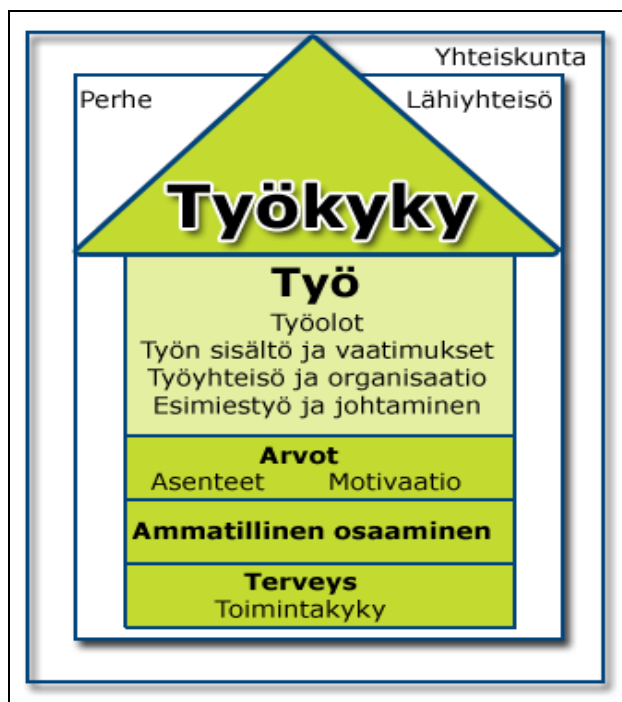 Yhteiskunta
Perhe
Lähiyhteisö
Työkyky
Työ
Työolot
Työn sisältö ja vaatimukset
Työyhteisö ja organisaatio
Esimiestyö ja johtaminen
Arvot
Asenteet Motivaatio
Ammatillinen osaaminen
Terveys
Toimintakyky